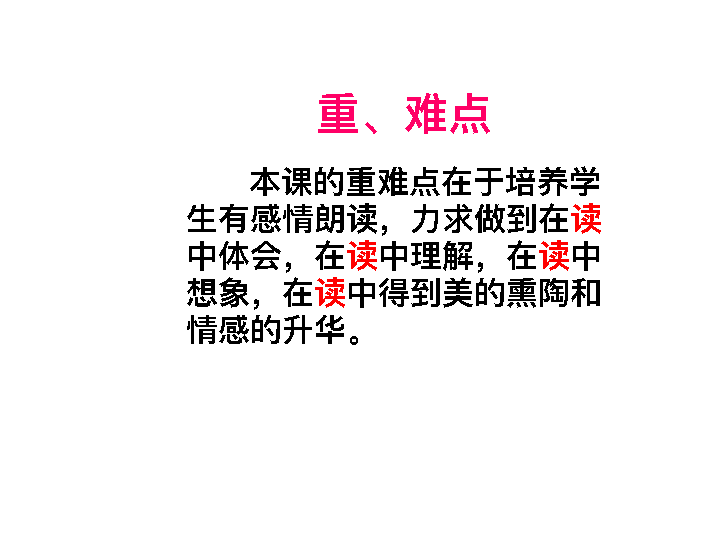 重、难点
本课的重难点在于培养学
生有感情朗读，力求做到在读
中体会，在读中理解，在读中
想象，在读中得到美的熏陶和
情感的升华。